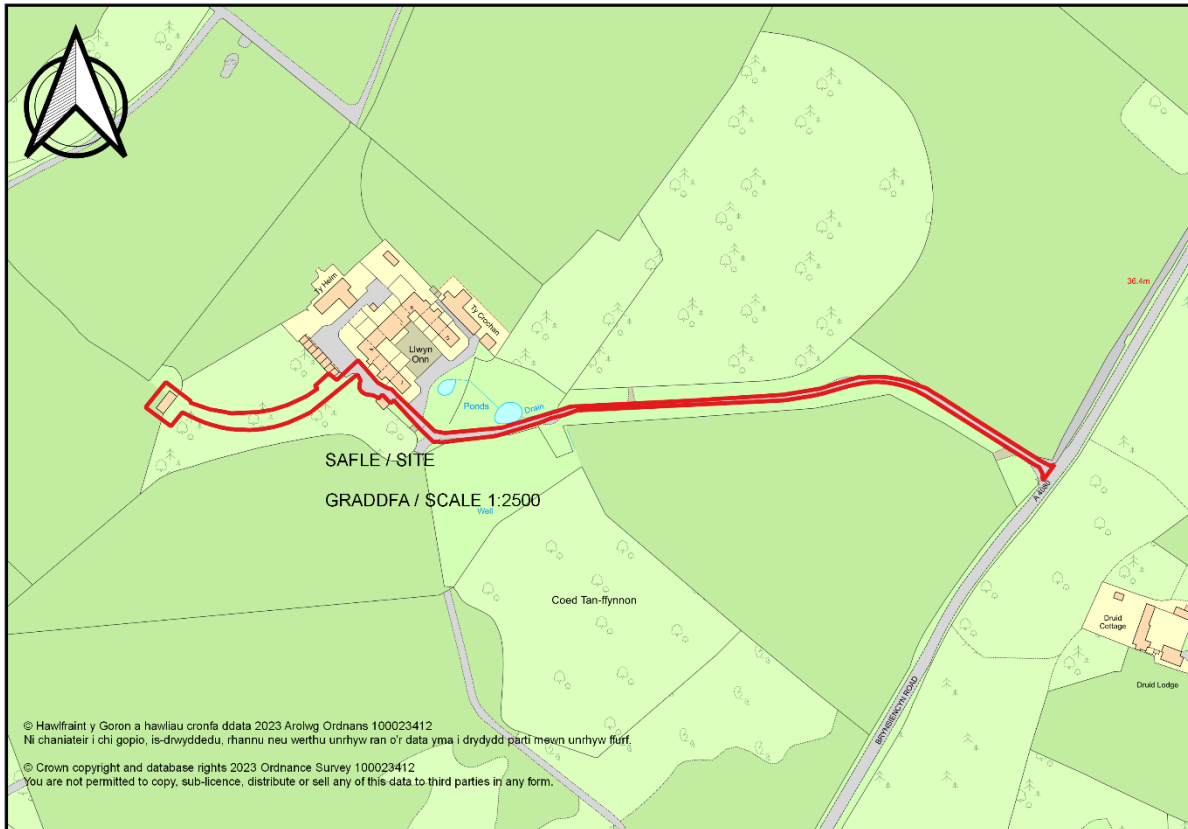 36.4m
Ty Helm
Ty Crochan
Llwyn
Onn
Ponds
Drain
SAFLE / SITE
GRADDFA / SCALE 1:2500
A 4080
Well
Coed Tan-ffynnon
Druid
Cottage
Druid Lodge
BRYNSIENCYN ROAD
© Hawlfraint y Goron a hawliau cronfa ddata 2023 Arolwg Ordnans 100023412
Ni chaniateir i chi gopio, is-drwyddedu, rhannu neu werthu unrhyw ran o'r data yma i drydydd parti mewn unrhyw ffurf.
© Crown copyright and database rights 2023 Ordnance Survey 100023412
You are not permitted to copy, sub-licence, distribute or sell any of this data to third parties in any form.